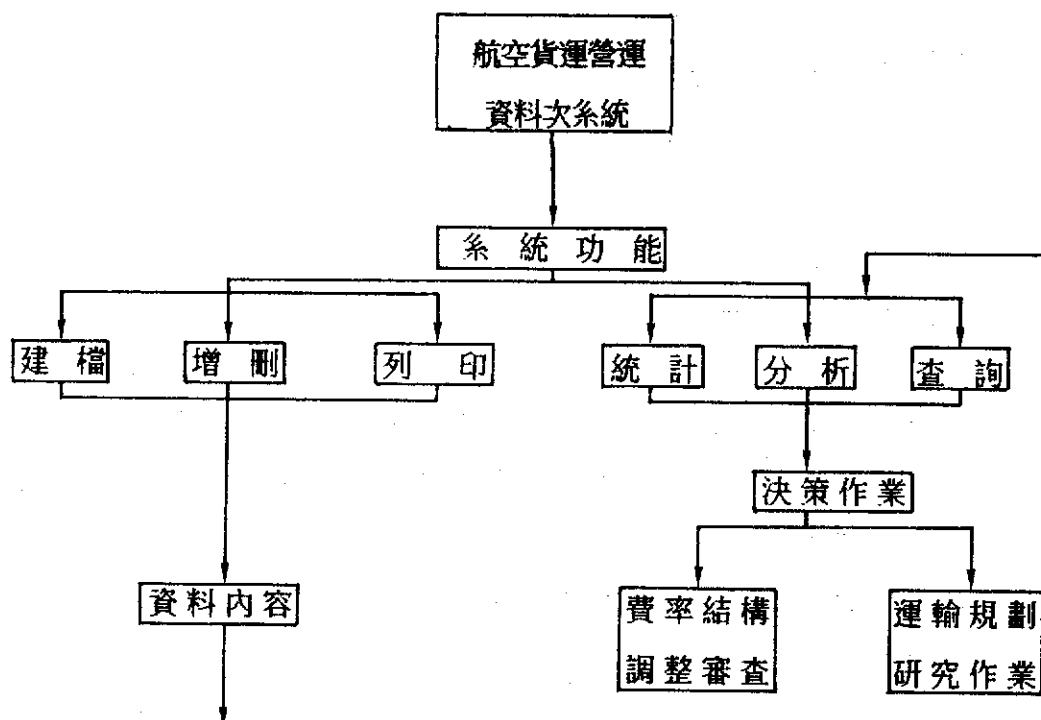 航空貨運營運
資料次系統
系統功能
建檔
增刪
列印
統計
分析
查詢
決策作業
資料內容
費率結構
調整審查
運輸規劃
研究作業